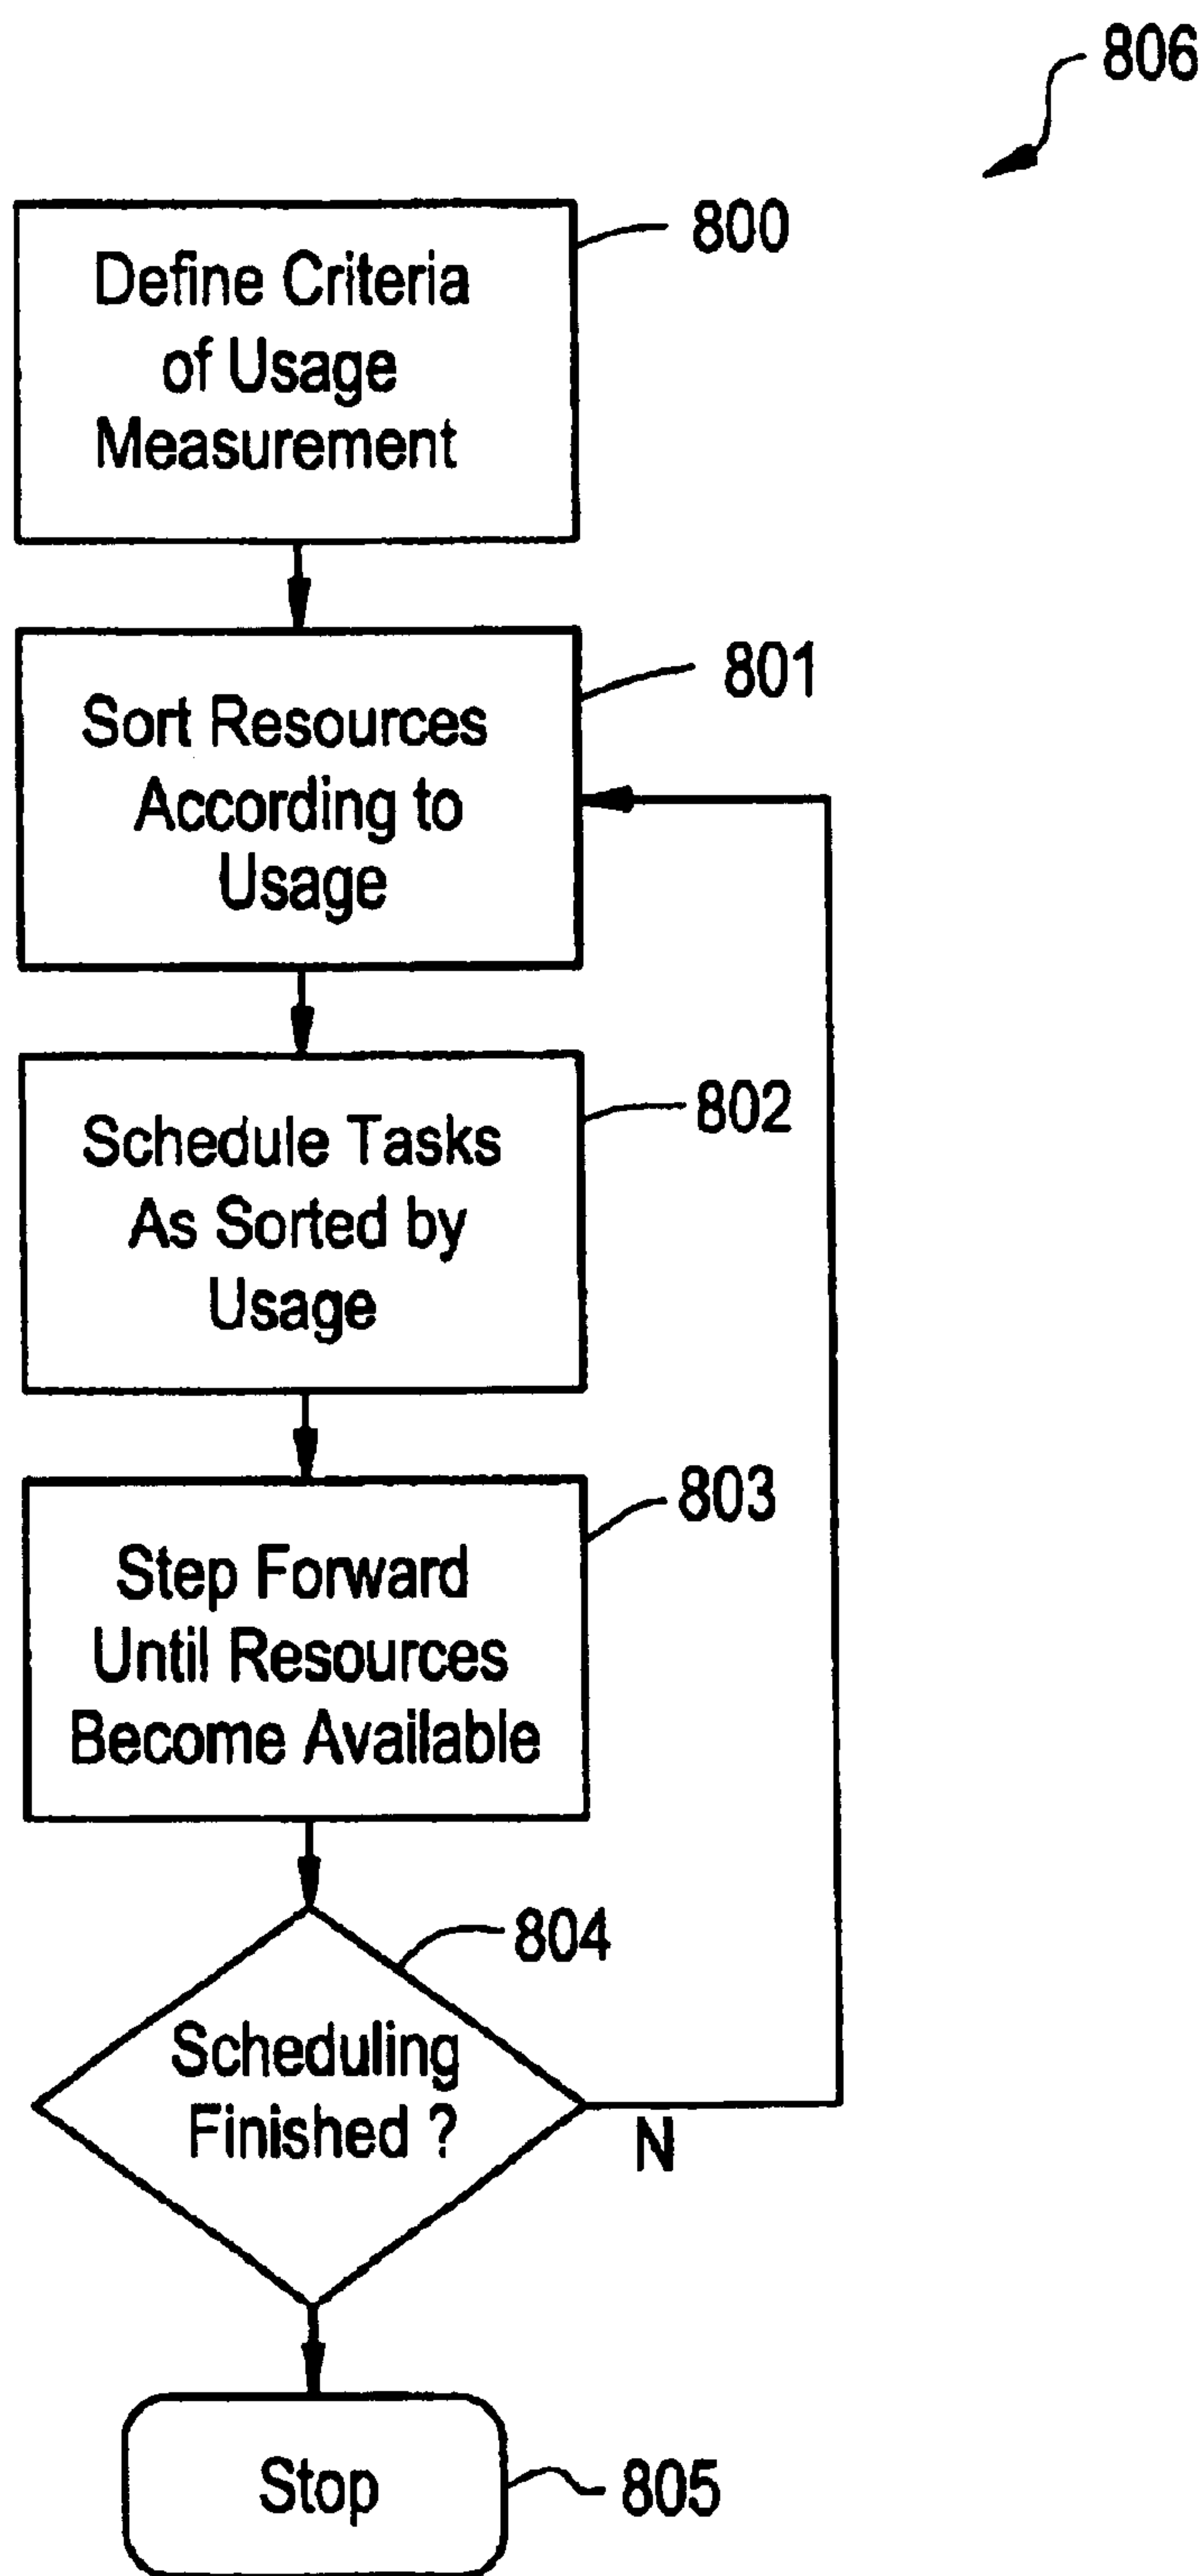 806
800
Define Criteria
of Usage
Measurement
801
Sort Resources
According to
Usage
802
Schedule Tasks
As Sorted by
Usage
803
Step Forward
Until Resources
Become Available
804
Scheduling
Finished ?
N
Stop
805